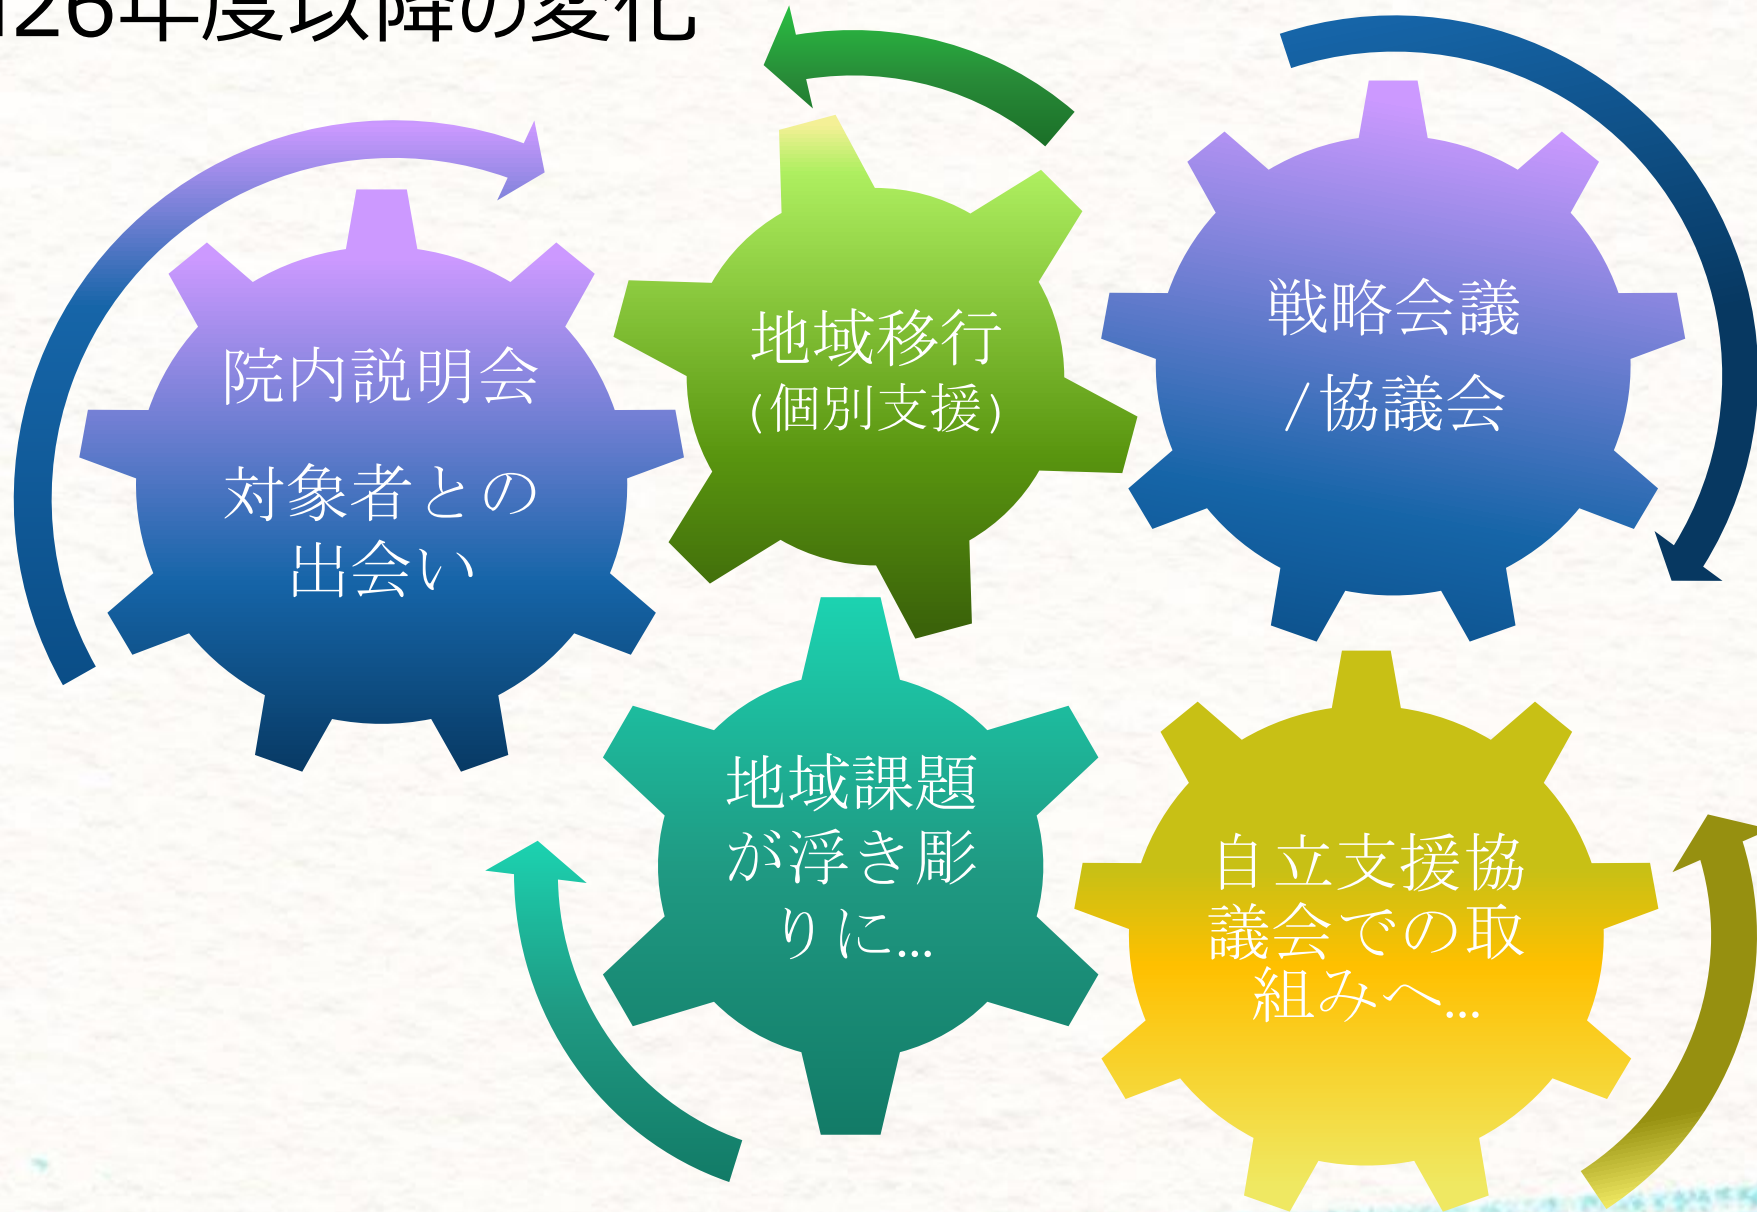 H26年度以降の変化
院内説明会
対象者との
出会い
地域移行
(個別支援)
戦略会議
/協議会
地域課題
が浮き彫
りに…
自立支援協
議会での取
組みへ…